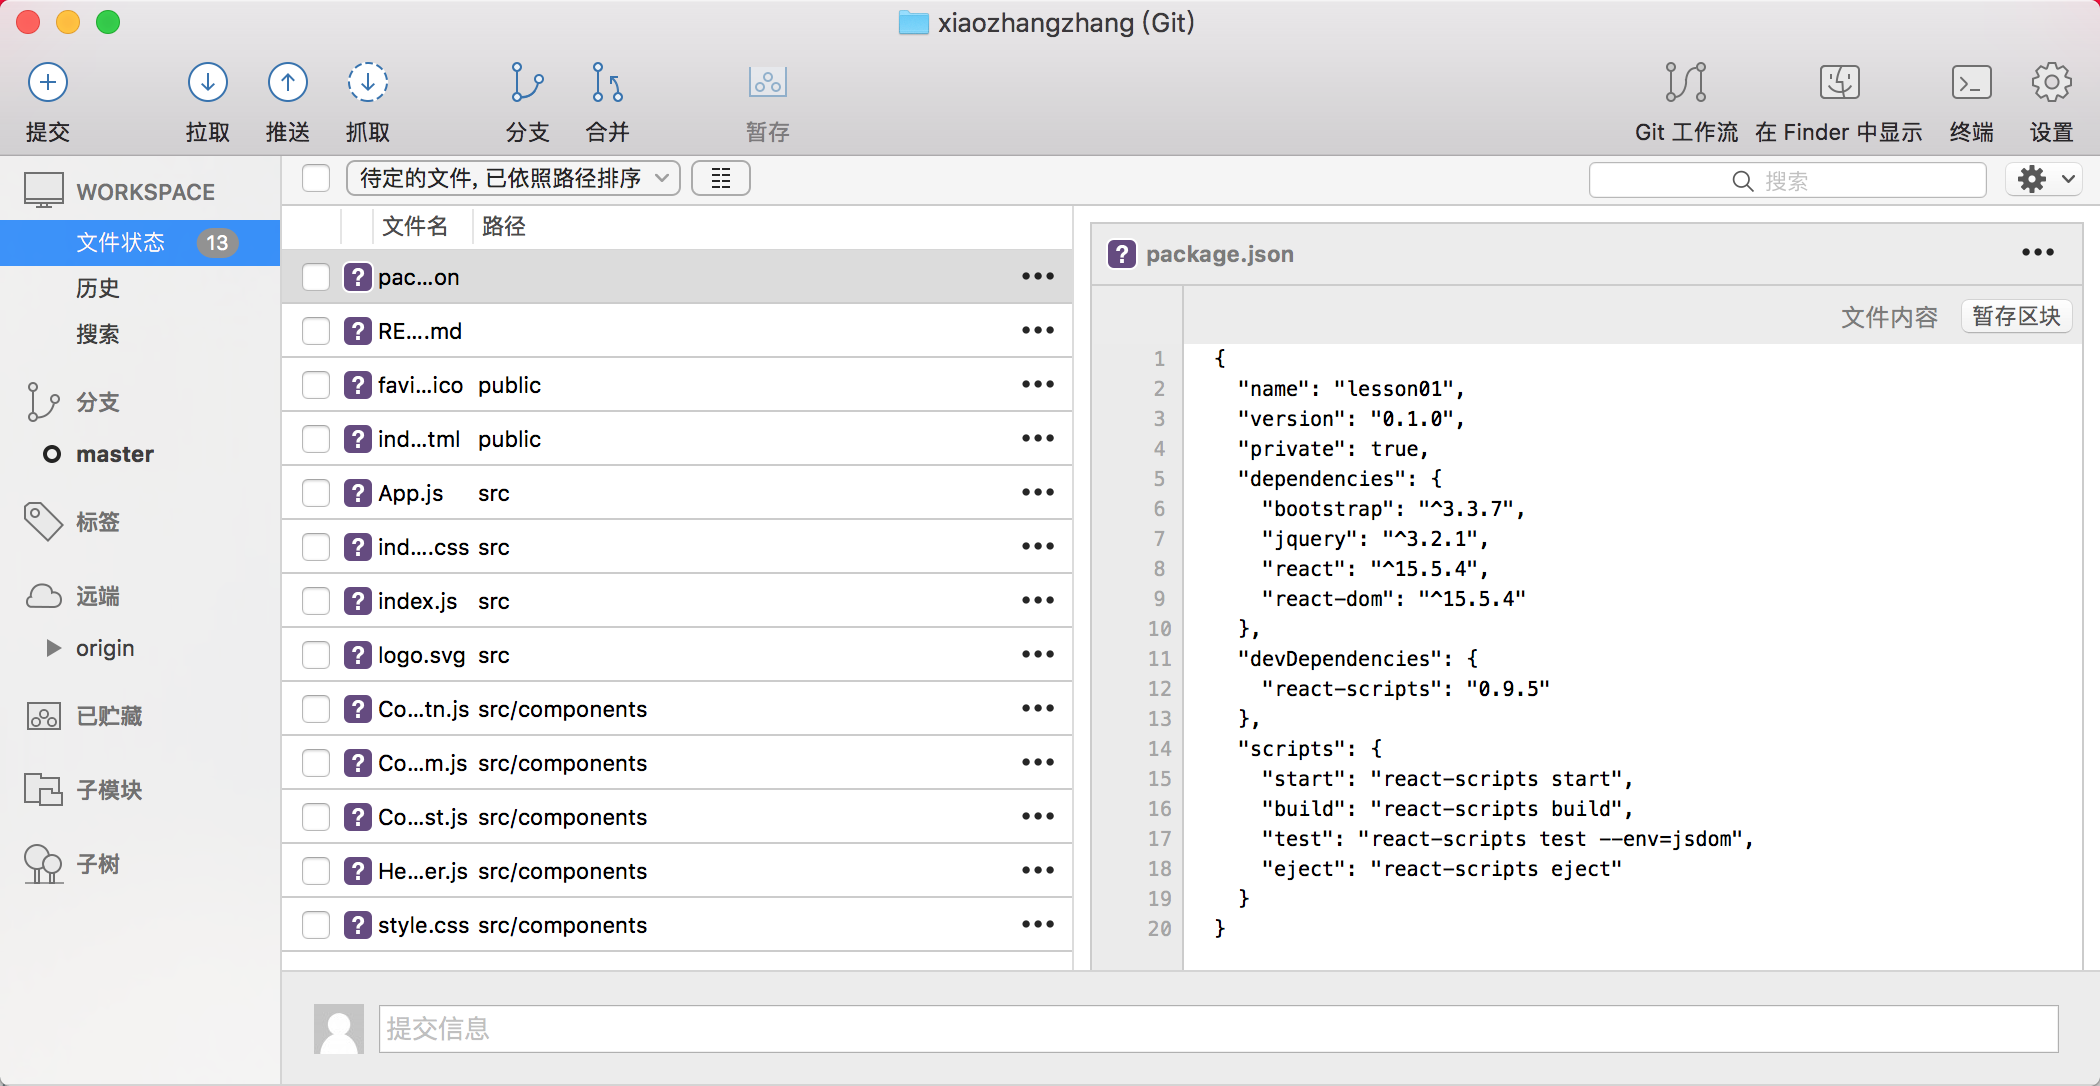 xiaozhangzhang (Git)
提交 拉取 推送 抓取 分支 合并 暂存 Git 工作流 在 Finder 中显示 终端 设置
WORKSPACE
文件状态 13
历史
搜索
分支
master
标签
远端
origin
已贮藏
子模块
子树
待定的文件, 已依照路径排序
搜索
文件名 路径
? pac...on
? RE....md
? favi...ico public
? ind...tml public
? App.js src
? ind....css src
? index.js src
? logo.svg src
? Co...tn.js src/components
? Co...m.js src/components
? Co...st.js src/components
? He...er.js src/components
? style.css src/components
? package.json
文件内容 暂存区块
1 {
2 "name": "lesson01",
3 "version": "0.1.0",
4 "private": true,
5 "dependencies": {
6 "bootstrap": "^3.3.7",
7 "jquery": "^3.2.1",
8 "react": "^15.5.4",
9 "react-dom": "^15.5.4"
10 },
11 "devDependencies": {
12 "react-scripts": "0.9.5"
13 },
14 "scripts": {
15 "start": "react-scripts start",
16 "build": "react-scripts build",
17 "test": "react-scripts test --env=jsdom",
18 "eject": "react-scripts eject"
19 }
20 }
提交信息